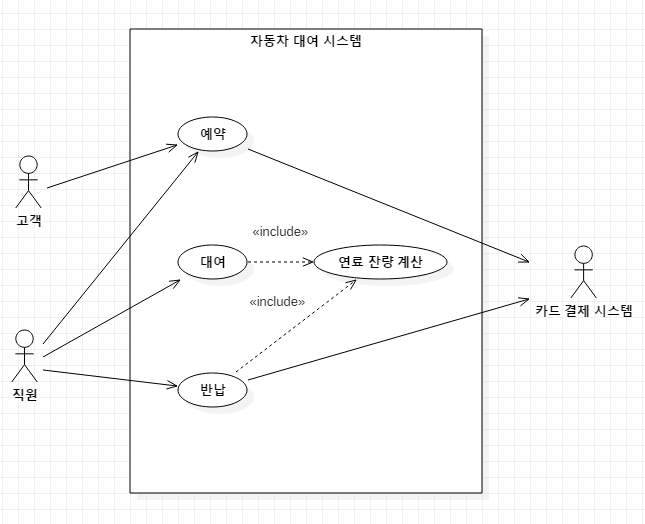 자동차 대여 시스템
예약
고객
«include»
대여
연료 잔량 계산
«include»
카드 결제 시스템
반납
직원